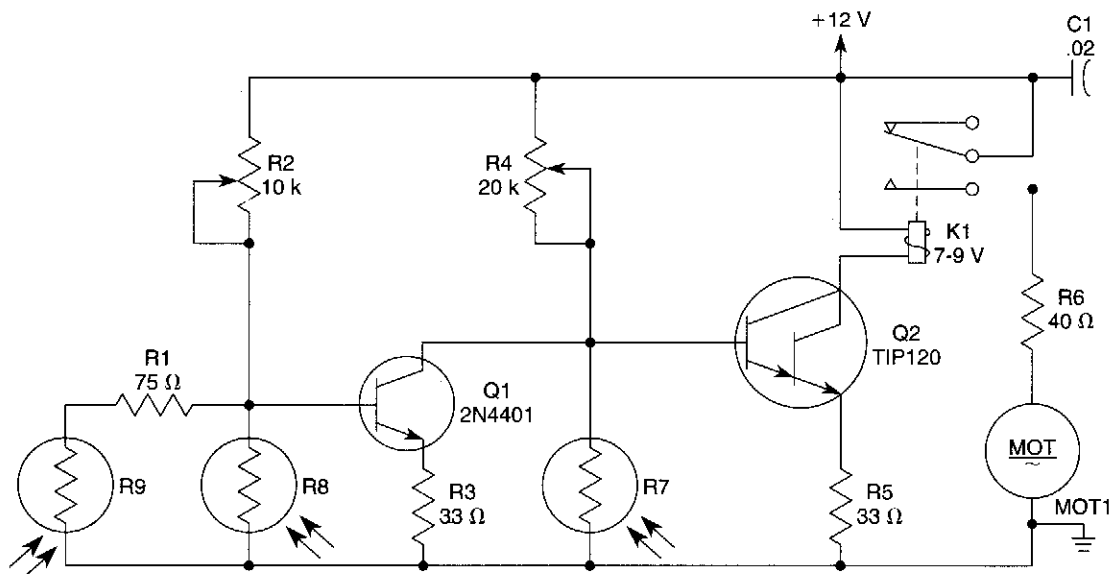 +12 V
C1
.02
R2
10 k
R4
20 k
K1
7-9 V
R6
40 Ω
R1
75 Ω
Q1
2N4401
Q2
TIP120
R9
R8
R3
33 Ω
R7
R5
33 Ω
MOT
~
MOT1